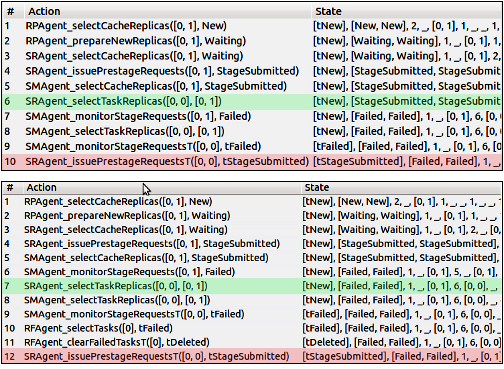 # Action State
1 RPAgent_selectCacheReplicas([0, 1], New) [tNew], [New, New], 2, _, [0, 1], 1, _, _, 1,
2 RPAgent_prepareNewReplicas([0, 1], Waiting) [tNew], [Waiting, Waiting], 1, _, [0, 1], 1,
3 SRAgent_selectCacheReplicas([0, 1], Waiting) [tNew], [Waiting, Waiting], 1, _, [0, 1], 2
4 SRAgent_issuePrestageRequests([0, 1], StageSubmitted) [tNew], [StageSubmitted, StageSubmitt
5 SMAgent_selectCacheReplicas([0, 1], StageSubmitted) [tNew], [StageSubmitted, StageSubmitt
6 SRAgent_selectTaskReplicas([0, 0], [0, 1]) [tNew], [StageSubmitted, StageSubmitt
7 SMAgent_monitorStageRequests([0, 1], Failed) [tNew], [Failed, Failed], 1, _, [0, 1], 6, [0, 0
8 SMAgent_selectTaskReplicas([0, 0], [0, 1]) [tNew], [Failed, Failed], 1, _, [0, 1], 6, [0, 0
9 SMAgent_monitorStageRequestsT([0, 0], tFailed) [tNew], [Failed, Failed], 1, _, [0, 1], 6, [0, 0
10 SRAgent_issuePrestageRequestsT([0, 0], tStageSubmitted) [tStageSubmitted], [Failed, Failed], 1, _,
# Action State
1 RPAgent_selectCacheReplicas([0, 1], New) [tNew], [New, New], 2, _, [0, 1], 1, _, _, 1, _
2 RPAgent_prepareNewReplicas([0, 1], Waiting) [tNew], [Waiting, Waiting], 1, _, [0, 1], 1, _,
3 SRAgent_selectCacheReplicas([0, 1], Waiting) [tNew], [Waiting, Waiting], 1, _, [0, 1], 2, _, [0
4 SRAgent_issuePrestageRequests([0, 1], StageSubmitted) [tNew], [StageSubmitted, StageSubmitted],
5 SMAgent_selectCacheReplicas([0, 1], StageSubmitted) [tNew], [StageSubmitted, StageSubmitted],
6 SMAgent_monitorStageRequests([0, 1], Failed) [tNew], [Failed, Failed], 1, _, [0, 1], 5, _, [0, 1
7 SRAgent_selectTaskReplicas([0, 0], [0, 1]) [tNew], [Failed, Failed], 1, _, [0, 1], 6, [0, 0], _,
8 SMAgent_selectTaskReplicas([0, 0], [0, 1]) [tNew], [Failed, Failed], 1, _, [0, 1], 6, [0, 0],
9 SMAgent_monitorStageRequestsT([0, 0], tFailed) [tFailed], [Failed, Failed], 1, _, [0, 1], 6, [0, 0],
10 RFAgent_selectTasks([0], tFailed) [tFailed], [Failed, Failed], 1, _, [0, 1], 6, [0, 0],
11 RFAgent_clearFailedTasksT([0], tDeleted) [tDeleted], [Failed, Failed], 1, _, [0, 1], 6, [0, 0]
12 SRAgent_issuePrestageRequestsT([0, 0], tStageSubmitted) [tStageSubmitted], [Failed, Failed], 1, _, [0, 1